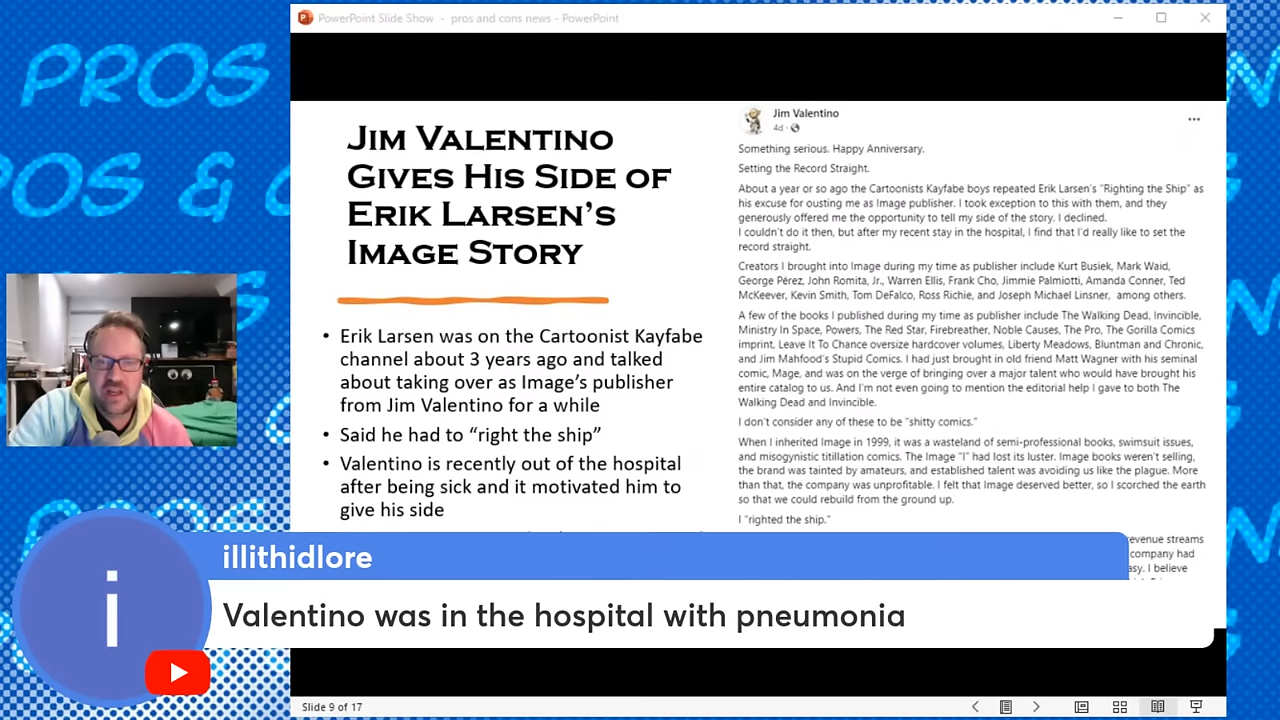 PowerPoint Slide Show - pros and cons news - PowerPoint
PROS
PROS & C
JIM VALENTINO
GIVES HIS SIDE OF
ERIK LARSEN'S
IMAGE STORY
• Erik Larsen was on the Cartoonist Kayfabe
channel about 3 years ago and talked
about taking over as Image's publisher
from Jim Valentino for a while
• Said he had to "right the ship"
• Valentino is recently out of the hospital
after being sick and it motivated him to
give his side
Jim Valentino
4d
Something serious. Happy Anniversary.
Setting the Record Straight.
About a year or so ago the Cartoonists Kayfabe boys repeated Erik Larsen's "Righting the Ship" as
his excuse for ousting me as Image publisher. I took exception to this with them, and they
generously offered me the opportunity to tell my side of the story. I declined.
I couldn't do it then, but after my recent stay in the hospital, I find that I'd really like to set the
record straight.
Creators I brought into Image during my time as publisher include Kurt Busiek, Mark Waid,
George Pérez, John Romita, Jr., Warren Ellis, Frank Cho, Jimmie Palmiotti, Amanda Conner, Ted
McKeever, Kevin Smith, Tom DeFalco, Ross Richie, and Joseph Michael Linsner, among others.
A few of the books I published during my time as publisher include The Walking Dead, Invincible,
Ministry In Space, Powers, The Red Star, Firebreather, Noble Causes, The Pro, The Gorilla Comics
imprint, Leave It To Chance oversize hardcover volumes, Liberty Meadows, Bluntman and Chronic,
and Jim Mahfood's Stupid Comics. I had just brought in old friend Matt Wagner with his seminal
comic, Mage, and was on the verge of bringing over a major talent who would have brought his
entire catalog to us. And I'm not even going to mention the editorial help I gave to both The
Walking Dead and Invincible.
I don't consider any of these to be "shitty comics."
When I inherited Image in 1999, it was a wasteland of semi-professional books, swimsuit issues,
and misogynistic titillation comics. The Image "I" had lost its luster. Image books weren't selling,
the brand was tainted by amateurs, and established talent was avoiding us like the plague. More
than that, the company was unprofitable. I felt that Image deserved better, so I scorched the earth
so that we could rebuild from the ground up.
I "righted the ship."
revenue streams
company had
asy. I believe
i
illithidlore
Valentino was in the hospital with pneumonia
Slide 9 of 17